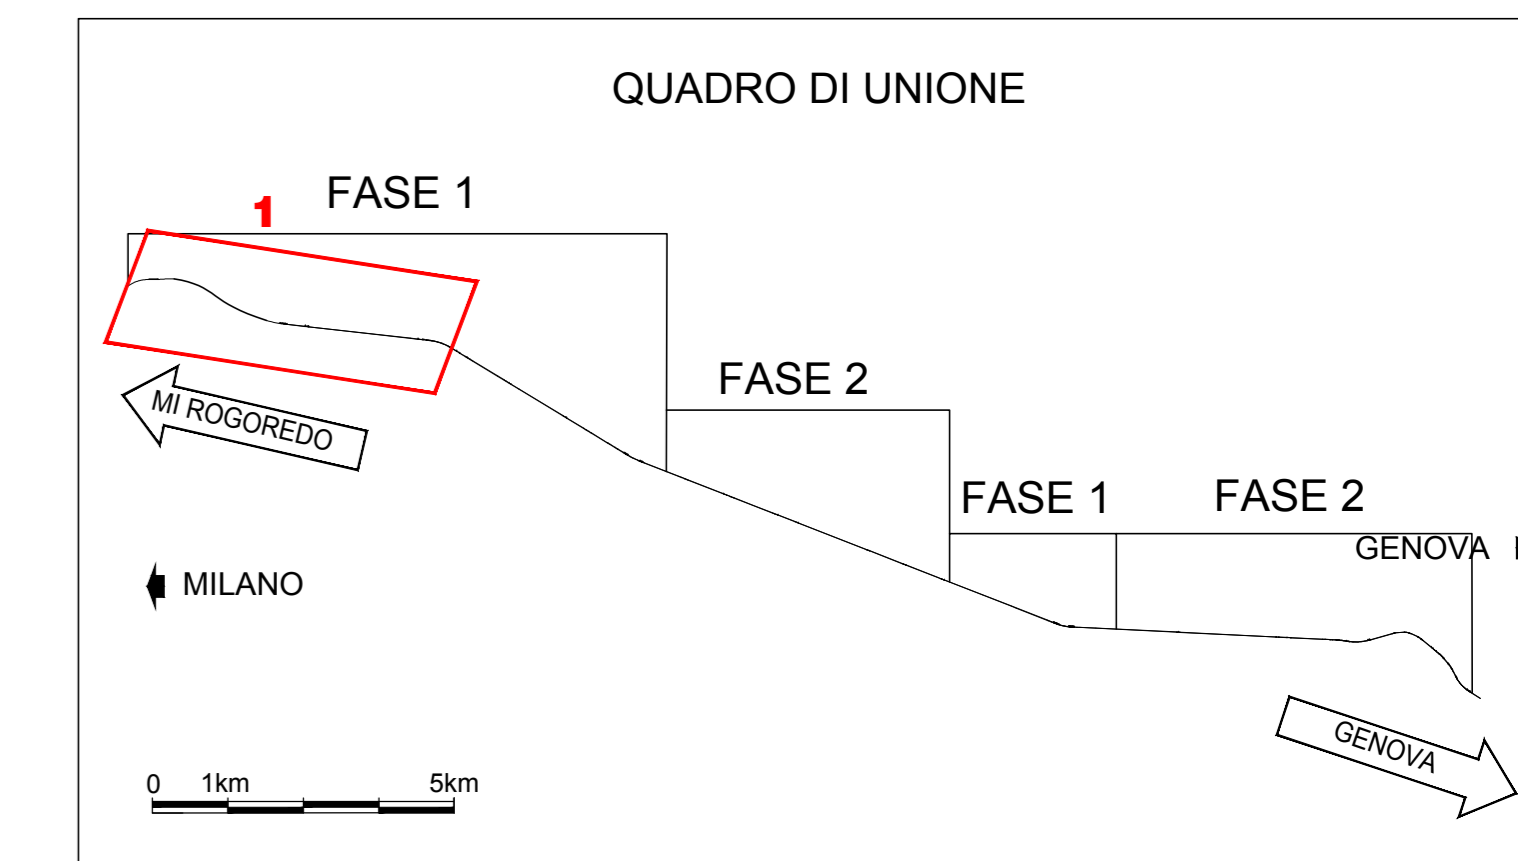 QUADRO DI UNIONE
1
FASE 1
FASE 2
MI ROGOREDO
FASE 1
FASE 2
GENOVA
MILANO
GENOVA
0 1km 5km